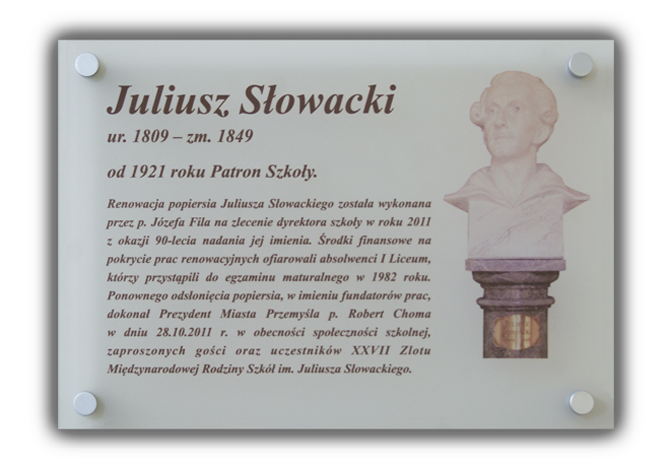 Juliusz Słowacki
ur. 1809 – zm. 1849
od 1921 roku Patron Szkoły.
Renowacja popiersia Juliusza Słowackiego została wykonana
przez p. Józefa Fila na zlecenie dyrektora szkoły w roku 2011
z okazji 90-lecia nadania jej imienia. Środki finansowe na
pokrycie prac renowacyjnych ofiarowali absolwenci I Liceum,
którzy przystąpili do egzaminu maturalnego w 1982 roku.
Ponownego odsłonięcia popiersia, w imieniu fundatorów prac,
dokonał Prezydent Miasta Przemyśla p. Robert Choma
w dniu 28.10.2011 r. w obecności społeczności szkolnej,
zaproszonych gości oraz uczestników XXVII Zlotu
Międzynarodowej Rodziny Szkół im. Juliusza Słowackiego.